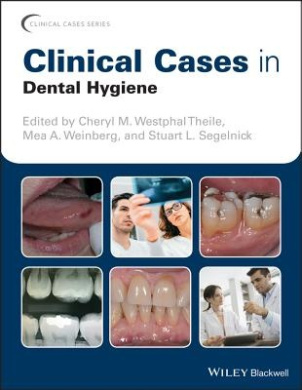 CLINICAL CASES SERIES
Clinical Cases in
Dental Hygiene
Edited by Cheryl M. Westphal Theile,
Mea A. Weinberg, and Stuart L. Segelnick
WILEY Blackwell